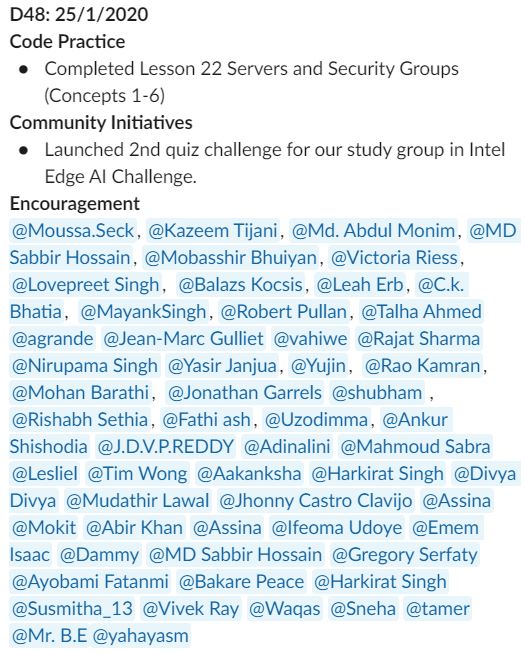 D48: 25/1/2020
Code Practice
● Completed Lesson 22 Servers and Security Groups
(Concepts 1-6)
Community Initiatives
● Launched 2nd quiz challenge for our study group in Intel
Edge AI Challenge.
Encouragement
@Moussa.Seck, @Kazeem Tijani, @Md. Abdul Monim, @MD
Sabbir Hossain, @Mobasshir Bhuiyan, @Victoria Riess,
@Lovepreet Singh, @Balazs Kocsis, @Leah Erb, @C.k.
Bhatia, @MayankSingh, @Robert Pullan, @Talha Ahmed
@agrande @Jean-Marc Gulliet @vahiwe @Rajat Sharma
@Nirupama Singh @Yasir Janjua, @Yujin, @Rao Kamran,
@Mohan Barathi, @Jonathan Garrels @shubham ,
@Rishabh Sethia, @Fathi ash, @Uzodimma, @Ankur
Shishodia @J.D.V.P.REDDY @Adinalini @Mahmoud Sabra
@Lesliel @Tim Wong @Aakanksha @Harkirat Singh @Divya
Divya @Mudathir Lawal @Jhonny Castro Clavijo @Assina
@Mokit @Abir Khan @Assina @Ifeoma Udoye @Emem
Isaac @Dammy @MD Sabbir Hossain @Gregory Serfaty
@Ayobami Fatanmi @Bakare Peace @Harkirat Singh
@Susmitha_13 @Vivek Ray @Waqas @Sneha @tamer
@Mr. B.E @yahayasm